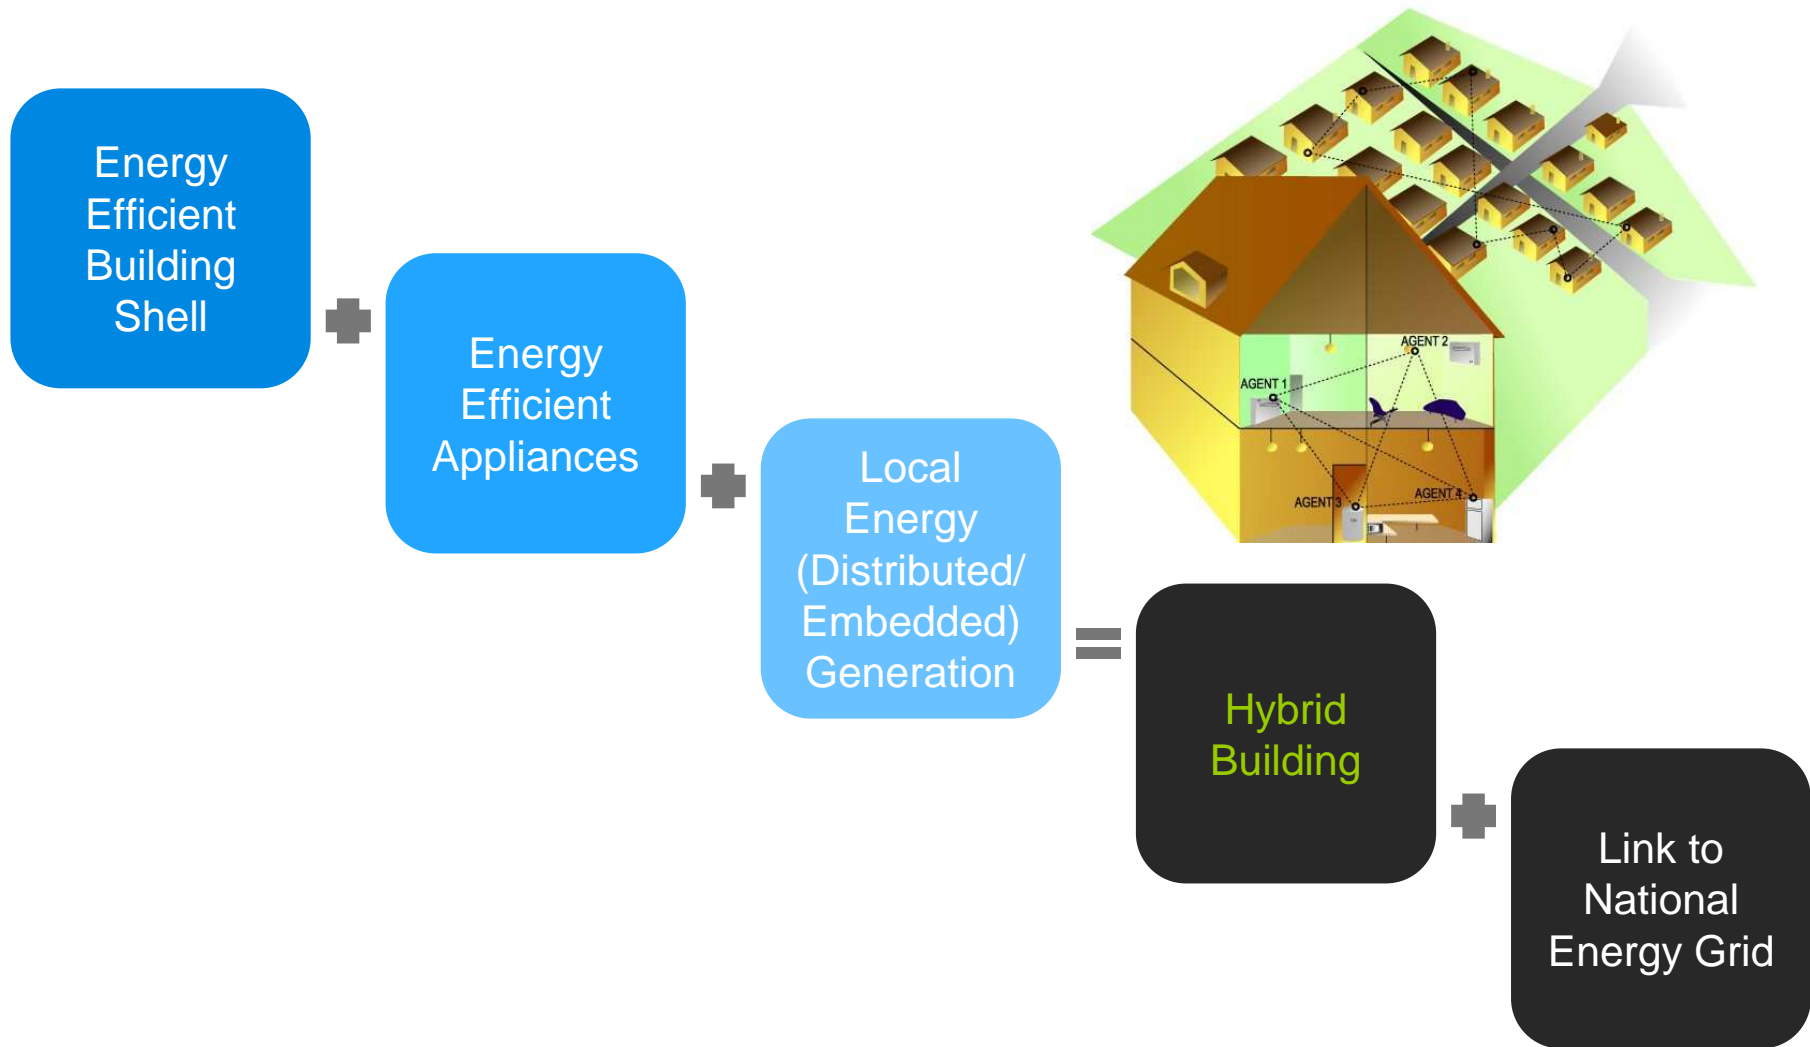 Energy
Efficient
Building
Shell
Energy
Efficient
Appliances
Local
Energy
(Distributed/
Embedded)
Generation
Hybrid
Building
Link to
National
Energy Grid
AGENT 2
AGENT 1
AGENT 3
AGENT 4